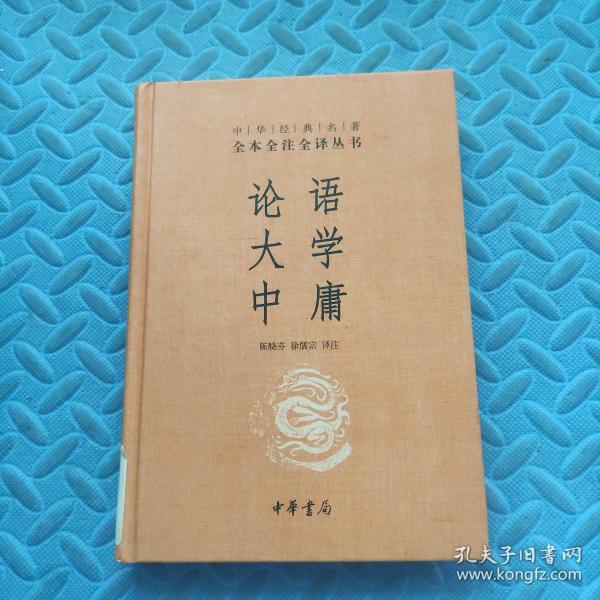 中|华|经|典|名|著
全本全注全译丛书
论语
大学
中庸
陈晓芬 徐儒宗 译注
中華書局
孔夫子旧书网
www.kongfz.com